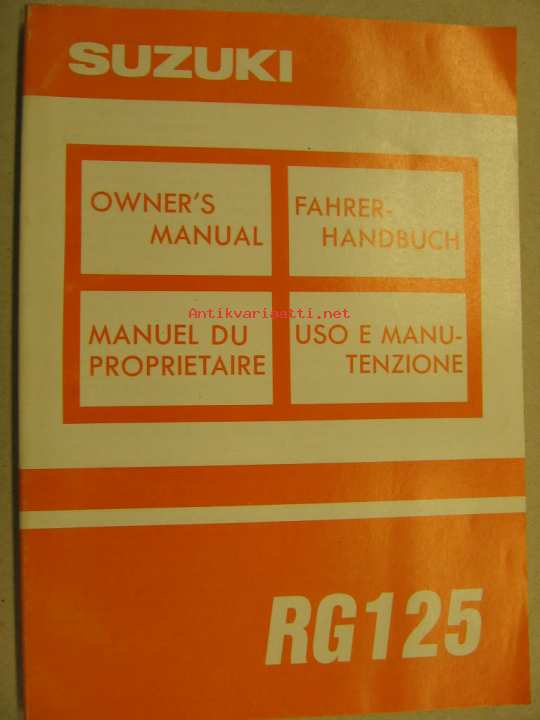 SUZUKI
OWNER'S
MANUAL
FAHRER-
HANDBUCH
Antikvariaatti.net
MANUEL DU
PROPRIETAIRE
USO E MANU-
TENZIONE
RG125